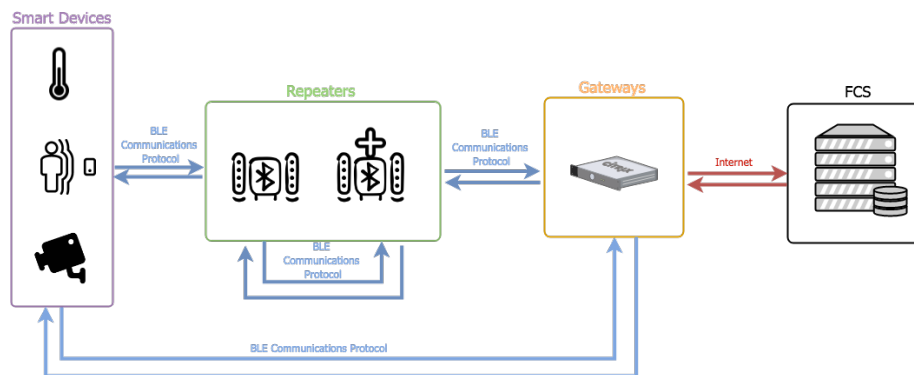 Smart Devices
Repeaters
Gateways
FCS
BLE
Communications
Protocol
BLE
Communications
Protocol
Internet
BLE
Communications
Protocol
BLE Communications Protocol